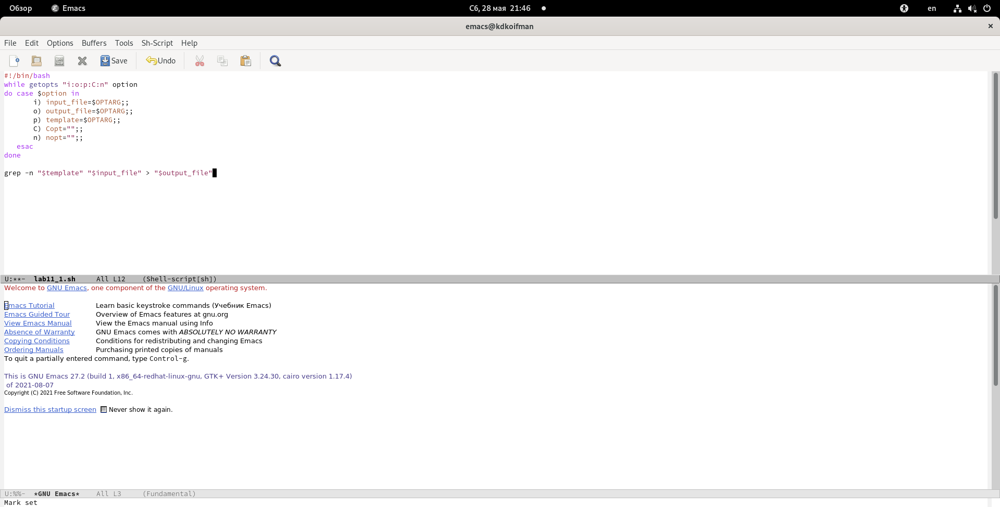 Обзор Emacs Сб, 28 мая 21:46 en
emacs@kdkoifman
File Edit Options Buffers Tools Sh-Script Help
Save Undo
#!/bin/bash
while getopts "i:o:p:C:n" option
do case $option in
i) input_file=$OPTARG;;
o) output_file=$OPTARG;;
p) template=$OPTARG;;
C) Copt="";;
n) nopt="";;
esac
done
grep -n "$template" "$input_file" > "$output_file"
U:**- lab11_1.sh All L12 (Shell-script[sh])
Welcome to GNU Emacs, one component of the GNU/Linux operating system.
Emacs Tutorial Learn basic keystroke commands (Учебник Emacs)
Emacs Guided Tour Overview of Emacs features at gnu.org
View Emacs Manual View the Emacs manual using Info
Absence of Warranty GNU Emacs comes with ABSOLUTELY NO WARRANTY
Copying Conditions Conditions for redistributing and changing Emacs
Ordering Manuals Purchasing printed copies of manuals
To quit a partially entered command, type Control-g.
This is GNU Emacs 27.2 (build 1, x86_64-redhat-linux-gnu, GTK+ Version 3.24.30, cairo version 1.17.4)
of 2021-08-07
Copyright (C) 2021 Free Software Foundation, Inc.
Dismiss this startup screen Never show it again.
U:%%- *GNU Emacs* All L3 (Fundamental)
Mark set